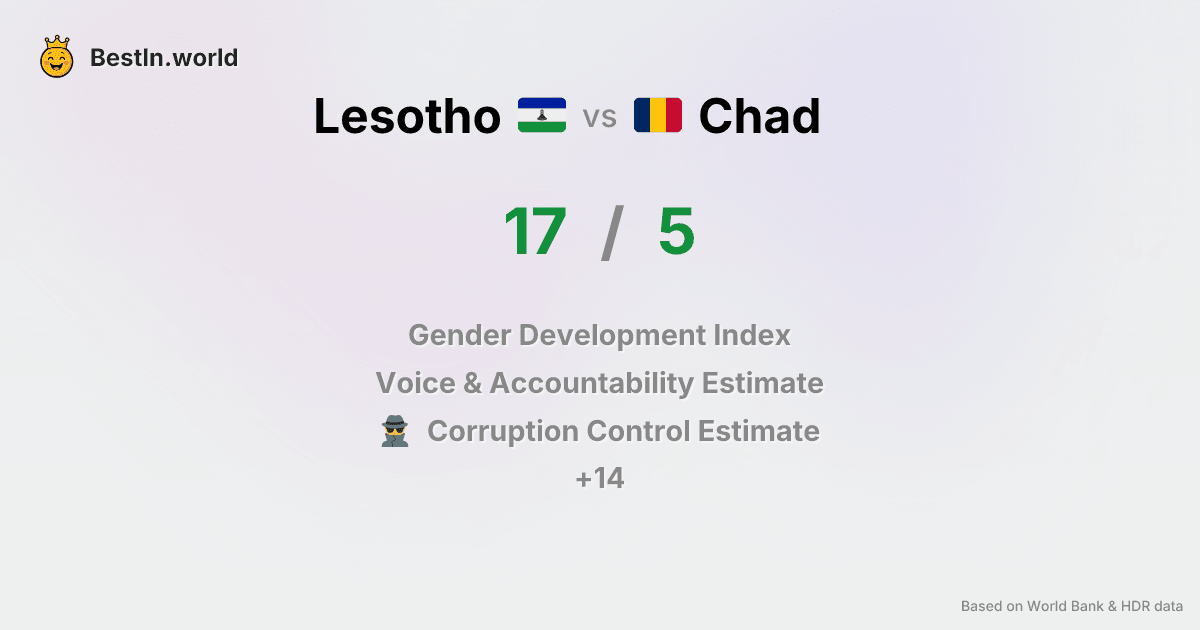 BestIn.world
Lesotho vs Chad
17 / 5
Gender Development Index
Voice & Accountability Estimate
Corruption Control Estimate
+14
Based on World Bank & HDR data